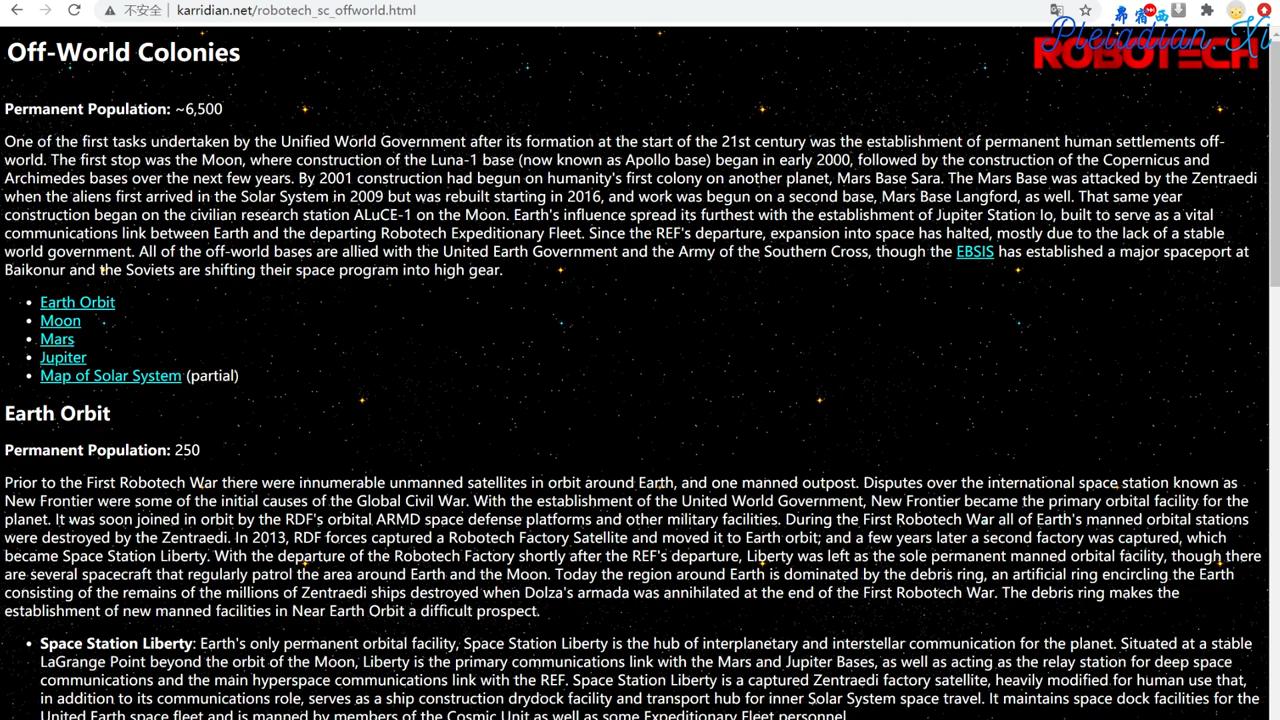 不安全 karridian.net/robotech_sc_offworld.html
昴宿西
Pleiadian Xi
ROBOTECH
Off-World Colonies
Permanent Population: ~6,500
One of the first tasks undertaken by the Unified World Government after its formation at the start of the 21st century was the establishment of permanent human settlements off-
world. The first stop was the Moon, where construction of the Luna-1 base (now known as Apollo base) began in early 2000, followed by the construction of the Copernicus and
Archimedes bases over the next few years. By 2001 construction had begun on humanity's first colony on another planet, Mars Base Sara. The Mars Base was attacked by the Zentraedi
when the aliens first arrived in the Solar System in 2009 but was rebuilt starting in 2016, and work was begun on a second base, Mars Base Langford, as well. That same year
construction began on the civilian research station ALuCE-1 on the Moon. Earth's influence spread its furthest with the establishment of Jupiter Station Io, built to serve as a vital
communications link between Earth and the departing Robotech Expeditionary Fleet. Since the REF's departure, expansion into space has halted, mostly due to the lack of a stable
world government. All of the off-world bases are allied with the United Earth Government and the Army of the Southern Cross, though the EBSIS has established a major spaceport at
Baikonur and the Soviets are shifting their space program into high gear.
• Earth Orbit
• Moon
• Mars
• Jupiter
• Map of Solar System (partial)
Earth Orbit
Permanent Population: 250
Prior to the First Robotech War there were innumerable unmanned satellites in orbit around Earth, and one manned outpost. Disputes over the international space station known as
New Frontier were some of the initial causes of the Global Civil War. With the establishment of the United World Government, New Frontier became the primary orbital facility for the
planet. It was soon joined in orbit by the RDF's orbital ARMD space defense platforms and other military facilities. During the First Robotech War all of Earth's manned orbital stations
were destroyed by the Zentraedi. In 2013, RDF forces captured a Robotech Factory Satellite and moved it to Earth orbit; and a few years later a second factory was captured, which
became Space Station Liberty. With the departure of the Robotech Factory shortly after the REF's departure, Liberty was left as the sole permanent manned orbital facility, though there
are several spacecraft that regularly patrol the area around Earth and the Moon. Today the region around Earth is dominated by the debris ring, an artificial ring encircling the Earth
consisting of the remains of the millions of Zentraedi ships destroyed when Dolza's armada was annihilated at the end of the First Robotech War. The debris ring makes the
establishment of new manned facilities in Near Earth Orbit a difficult prospect.
• Space Station Liberty: Earth's only permanent orbital facility, Space Station Liberty is the hub of interplanetary and interstellar communication for the planet. Situated at a stable
LaGrange Point beyond the orbit of the Moon, Liberty is the primary communications link with the Mars and Jupiter Bases, as well as acting as the relay station for deep space
communications and the main hyperspace communications link with the REF. Space Station Liberty is a captured Zentraedi factory satellite, heavily modified for human use that,
in addition to its communications role, serves as a ship construction drydock facility and transport hub for inner Solar System space travel. It maintains space dock facilities for the
United Earth space fleet and is manned by members of the Cosmic Unit as well as some Expeditionary Fleet personnel.